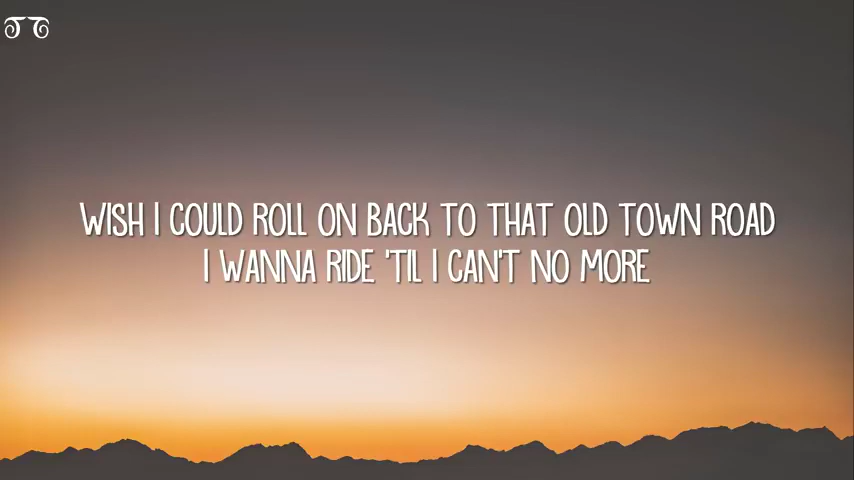 WISH I COULD ROLL ON BACK TO THAT OLD TOWN ROAD
I WANNA RIDE 'TIL I CAN'T NO MORE